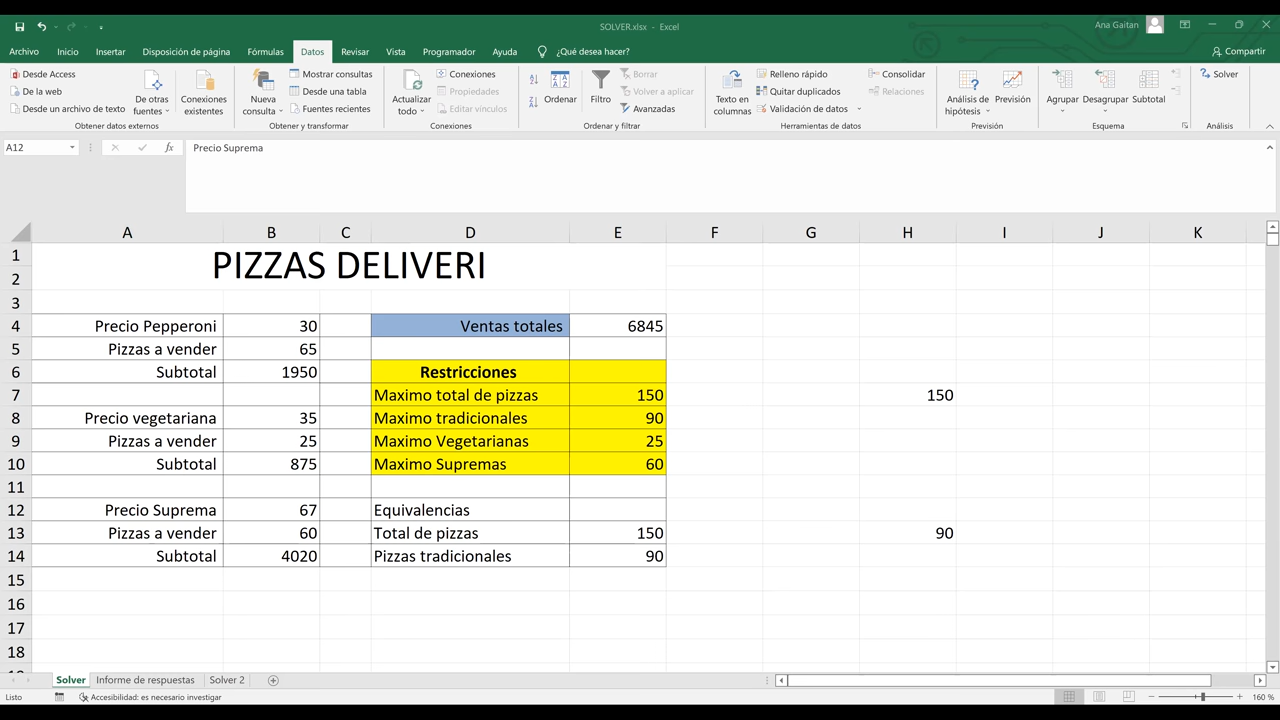 SOLVER.xlsx - Excel
Ana Gaitan
Archivo Inicio Insertar Disposición de página Fórmulas Datos Revisar Vista Programador Ayuda ¿Qué desea hacer? Compartir
Desde Access
De la web
Desde un archivo de texto
De otras fuentes
Conexiones existentes
Obtener datos externos
Nueva consulta
Mostrar consultas
Desde una tabla
Fuentes recientes
Obtener y transformar
Actualizar todo
Conexiones
Propiedades
Editar vínculos
Conexiones
Ordenar
Filtro
Borrar
Volver a aplicar
Avanzadas
Ordenar y filtrar
Texto en columnas
Relleno rápido
Quitar duplicados
Validación de datos
Consolidar
Relaciones
Herramientas de datos
Análisis de hipótesis
Previsión
Previsión
Agrupar
Desagrupar
Subtotal
Esquema
Solver
Análisis
A12 fx Precio Suprema
A B C D E F G H I J K
1 PIZZAS DELIVERI
2
3
4 Precio Pepperoni 30 Ventas totales 6845
5 Pizzas a vender 65
6 Subtotal 1950 Restricciones
7 Maximo total de pizzas 150 150
8 Precio vegetariana 35 Maximo tradicionales 90
9 Pizzas a vender 25 Maximo Vegetarianas 25
10 Subtotal 875 Maximo Supremas 60
11
12 Precio Suprema 67 Equivalencias
13 Pizzas a vender 60 Total de pizzas 150 90
14 Subtotal 4020 Pizzas tradicionales 90
15
16
17
18
Solver Informe de respuestas Solver 2
Listo Accesibilidad: es necesario investigar 160 %